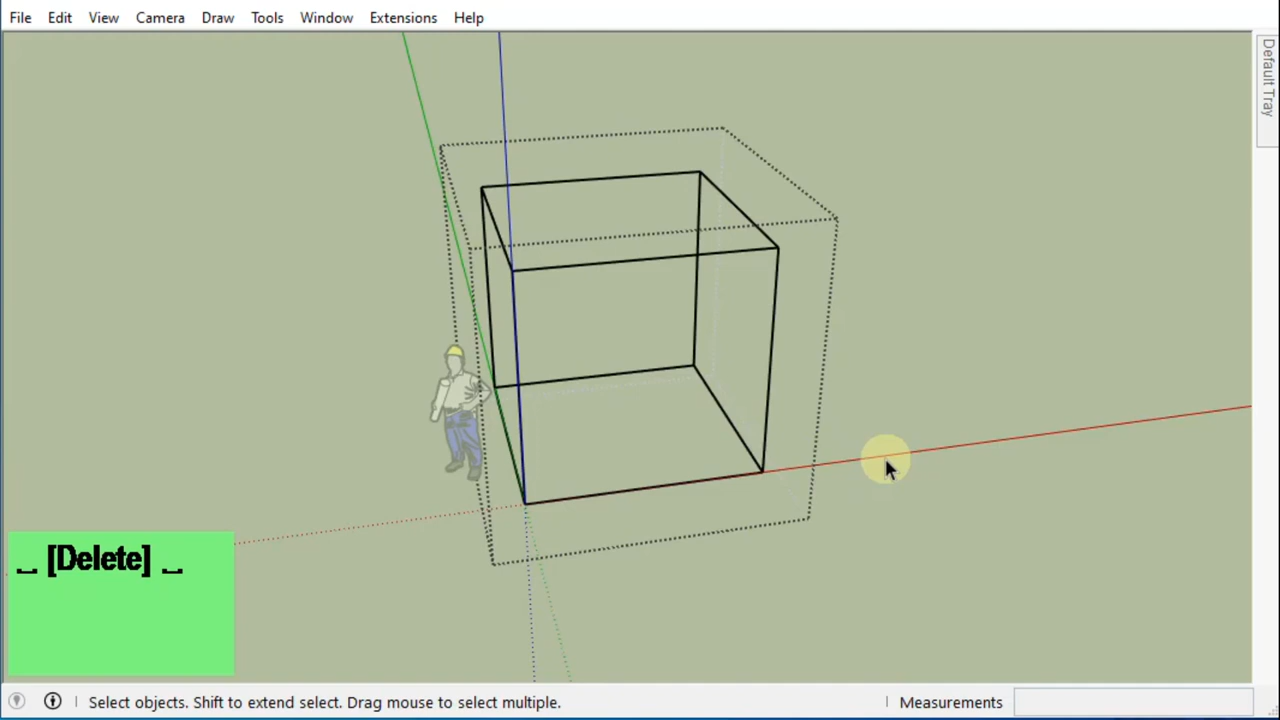 File Edit View Camera Draw Tools Window Extensions Help
Default Tray
⎵ [Delete] ⎵
Select objects. Shift to extend select. Drag mouse to select multiple.
Measurements